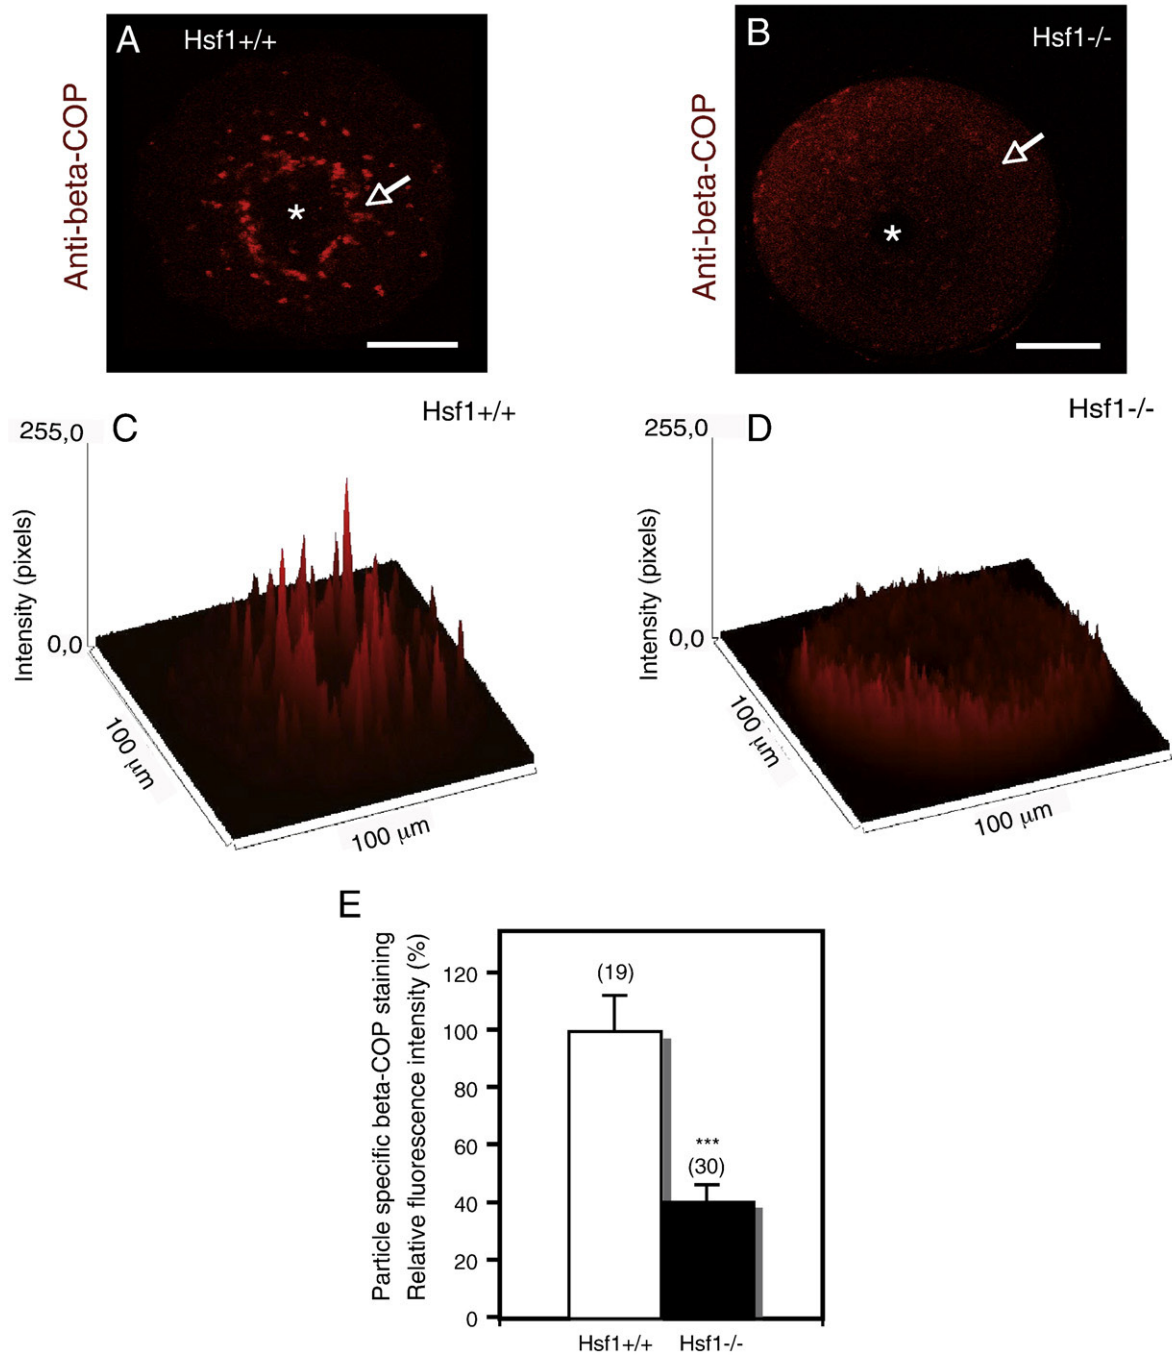 A
Hsf1+/+
Anti-beta-COP
*
B
Hsf1-/-
Anti-beta-COP
*
C
Hsf1+/+
255,0
Intensity (pixels)
0,0
100 µm
100 µm
D
Hsf1-/-
255,0
Intensity (pixels)
0,0
100 µm
100 µm
E
Particle specific beta-COP staining
Relative fluorescence intensity (%)
120
100
80
60
40
20
0
(19)
***
(30)
Hsf1+/+
Hsf1-/-